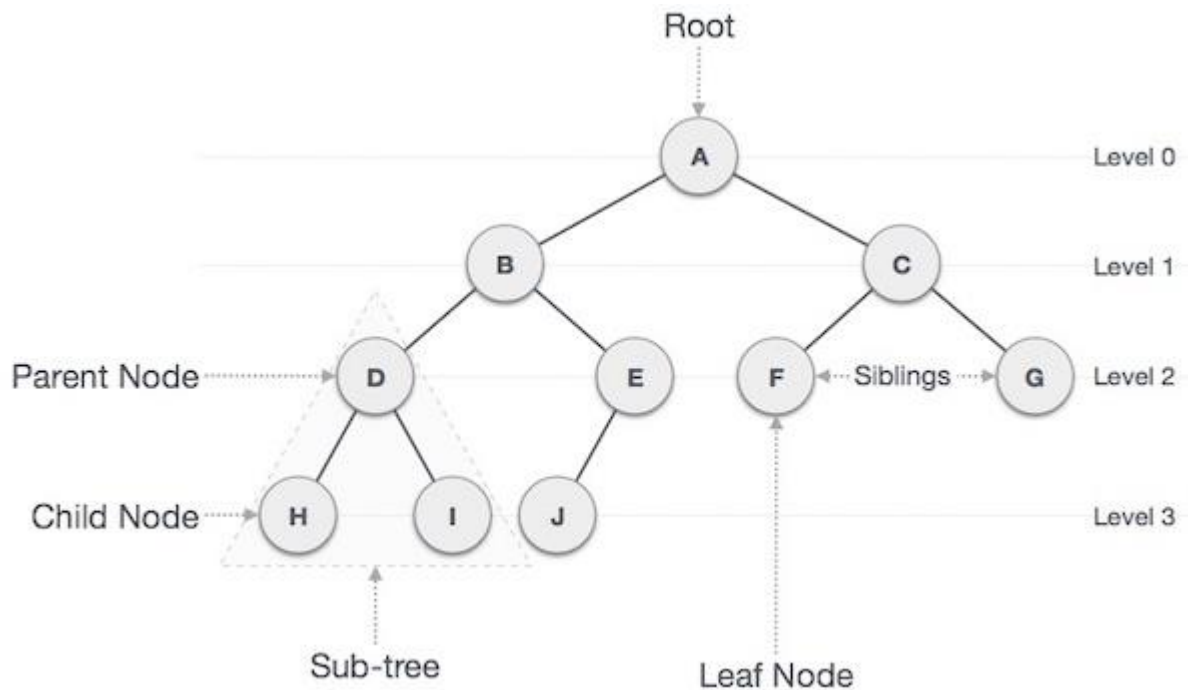 Root
A
Level 0
B
C
Level 1
Parent Node
D
E
F
Siblings
G
Level 2
Child Node
H
I
J
Level 3
Sub-tree
Leaf Node